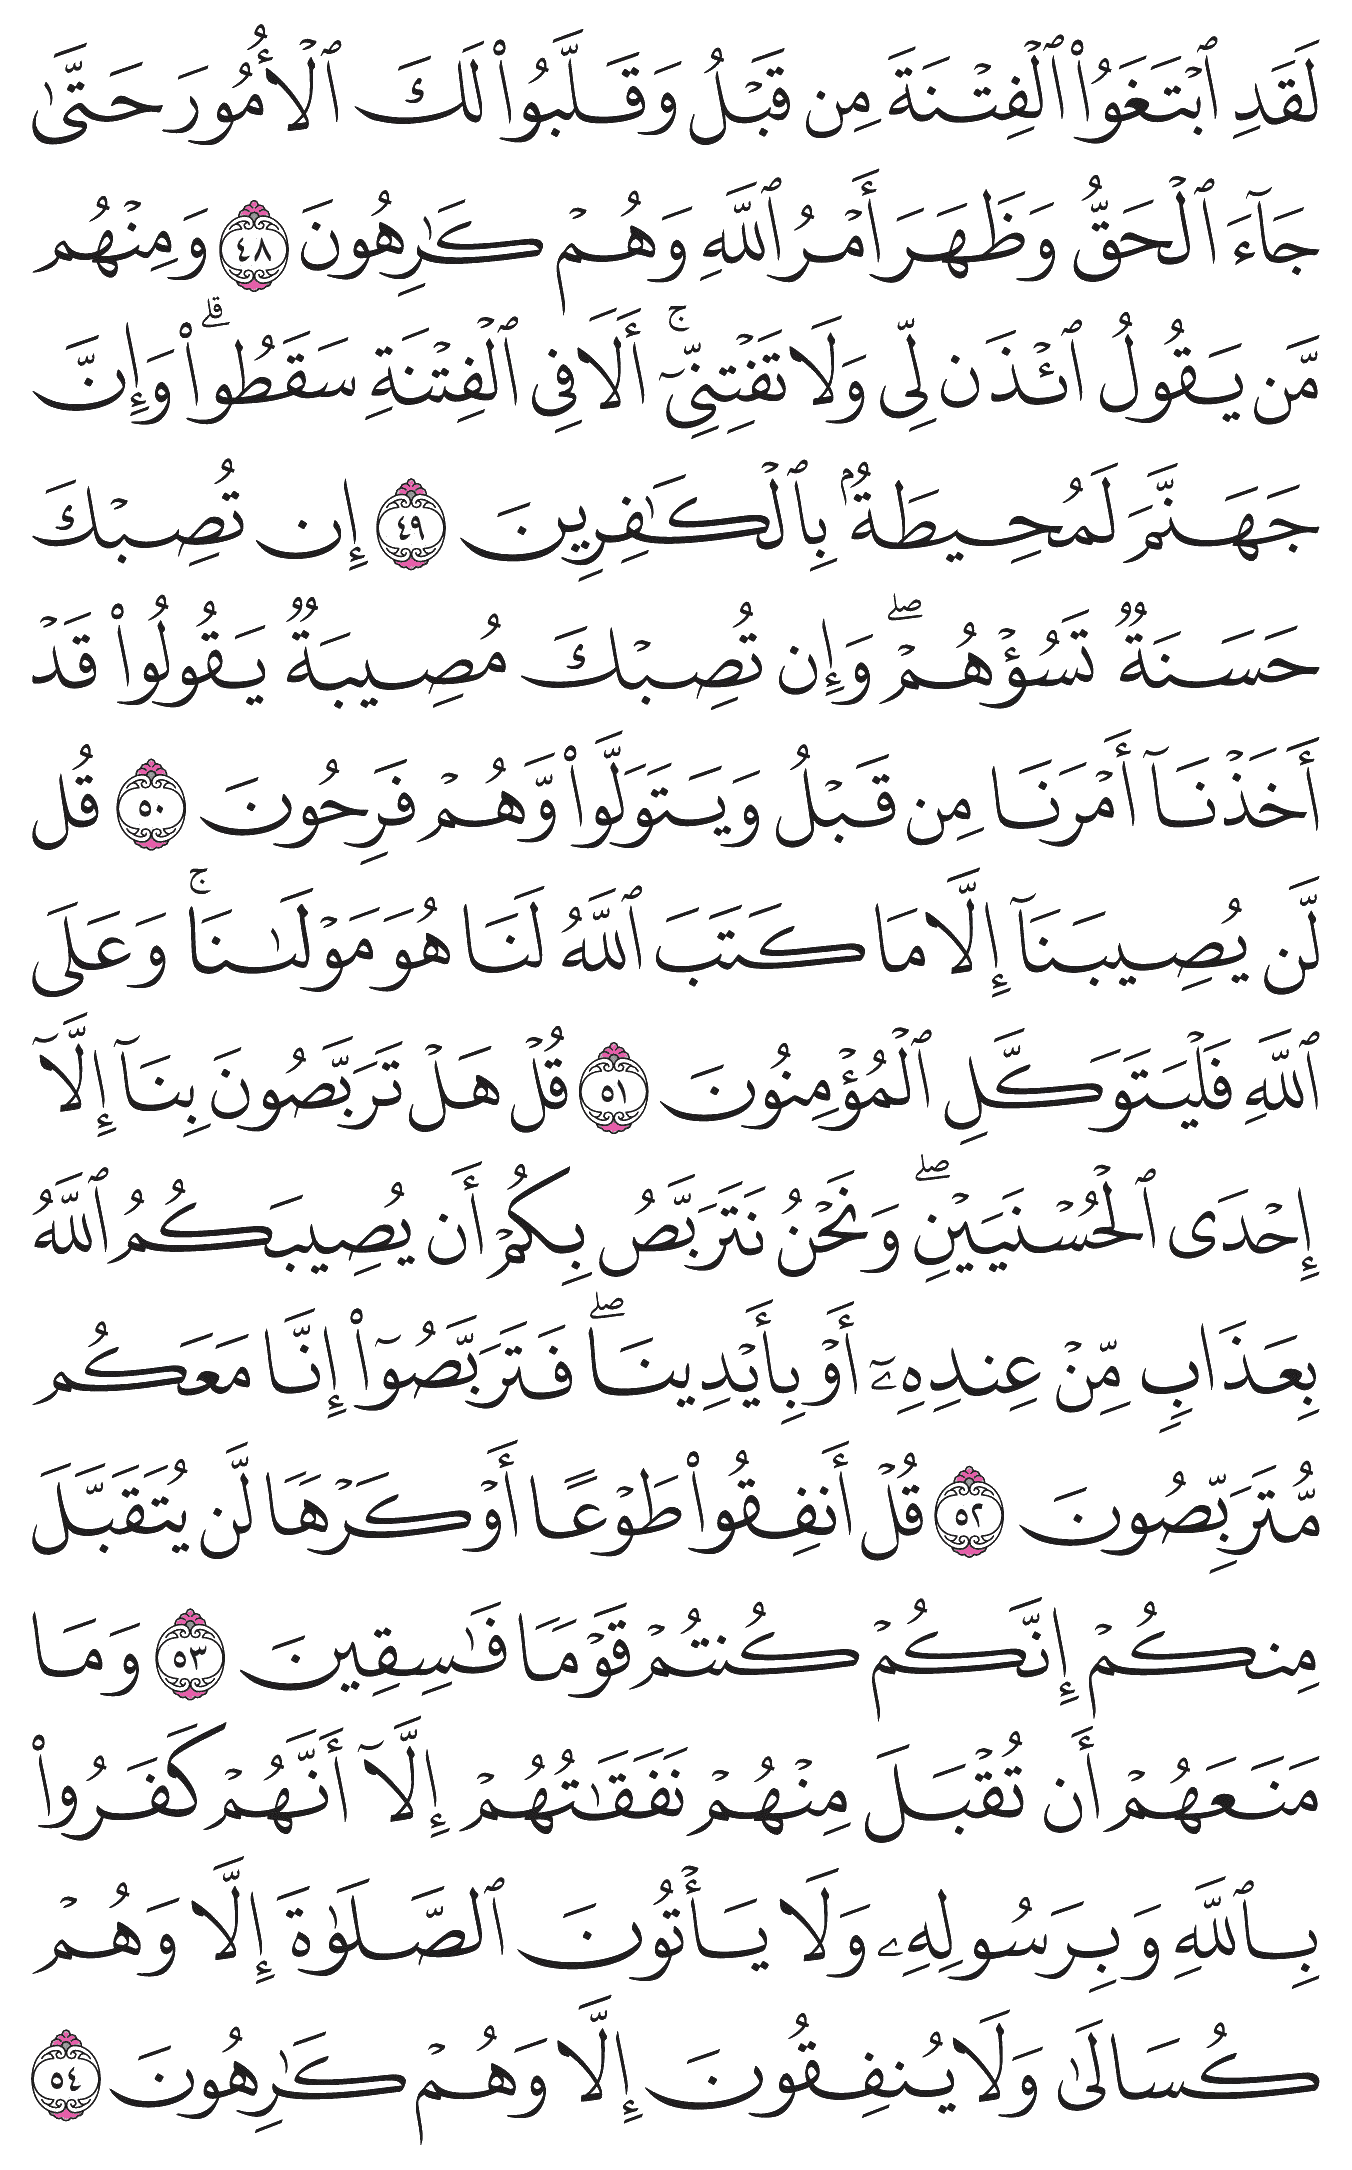 لَقَدِ ٱبۡتَغَوُاْ ٱلۡفِتۡنَةَ مِن قَبۡلُ وَقَلَّبُواْ لَكَ ٱلۡأُمُورَ حَتَّىٰ
جَآءَ ٱلۡحَقُّ وَظَهَرَ أَمۡرُ ٱللَّهِ وَهُمۡ كَٰرِهُونَ ٤٨ وَمِنۡهُم
مَّن يَقُولُ ٱئۡذَن لِّي وَلَا تَفۡتِنِّيٓۚ أَلَا فِي ٱلۡفِتۡنَةِ سَقَطُواْۗ وَإِنَّ
جَهَنَّمَ لَمُحِيطَةُۢ بِٱلۡكَٰفِرِينَ ٤٩ إِن تُصِبۡكَ
حَسَنَةٞ تَسُؤۡهُمۡۖ وَإِن تُصِبۡكَ مُصِيبَةٞ يَقُولُواْ قَدۡ
أَخَذۡنَآ أَمۡرَنَا مِن قَبۡلُ وَيَتَوَلَّواْ وَّهُمۡ فَرِحُونَ ٥٠ قُل
لَّن يُصِيبَنَآ إِلَّا مَا كَتَبَ ٱللَّهُ لَنَا هُوَ مَوۡلَىٰنَاۚ وَعَلَى
ٱللَّهِ فَلۡيَتَوَكَّلِ ٱلۡمُؤۡمِنُونَ ٥١ قُلۡ هَلۡ تَرَبَّصُونَ بِنَآ إِلَّآ
إِحۡدَى ٱلۡحُسۡنَيَيۡنِۖ وَنَحۡنُ نَتَرَبَّصُ بِكُمۡ أَن يُصِيبَكُمُ ٱللَّهُ
بِعَذَابٖ مِّنۡ عِندِهِۦٓ أَوۡ بِأَيۡدِينَاۖ فَتَرَبَّصُوٓاْ إِنَّا مَعَكُم
مُّتَرَبِّصُونَ ٥٢ قُلۡ أَنفِقُواْ طَوۡعًا أَوۡ كَرۡهٗا لَّن يُتَقَبَّلَ
مِنكُمۡ إِنَّكُمۡ كُنتُمۡ قَوۡمٗا فَٰسِقِينَ ٥٣ وَمَا
مَنَعَهُمۡ أَن تُقۡبَلَ مِنۡهُمۡ نَفَقَٰتُهُمۡ إِلَّآ أَنَّهُمۡ كَفَرُواْ
بِٱللَّهِ وَبِرَسُولِهِۦ وَلَا يَأۡتُونَ ٱلصَّلَوٰةَ إِلَّا وَهُمۡ
كُسَالَىٰ وَلَا يُنفِقُونَ إِلَّا وَهُمۡ كَٰرِهُونَ ٥٤